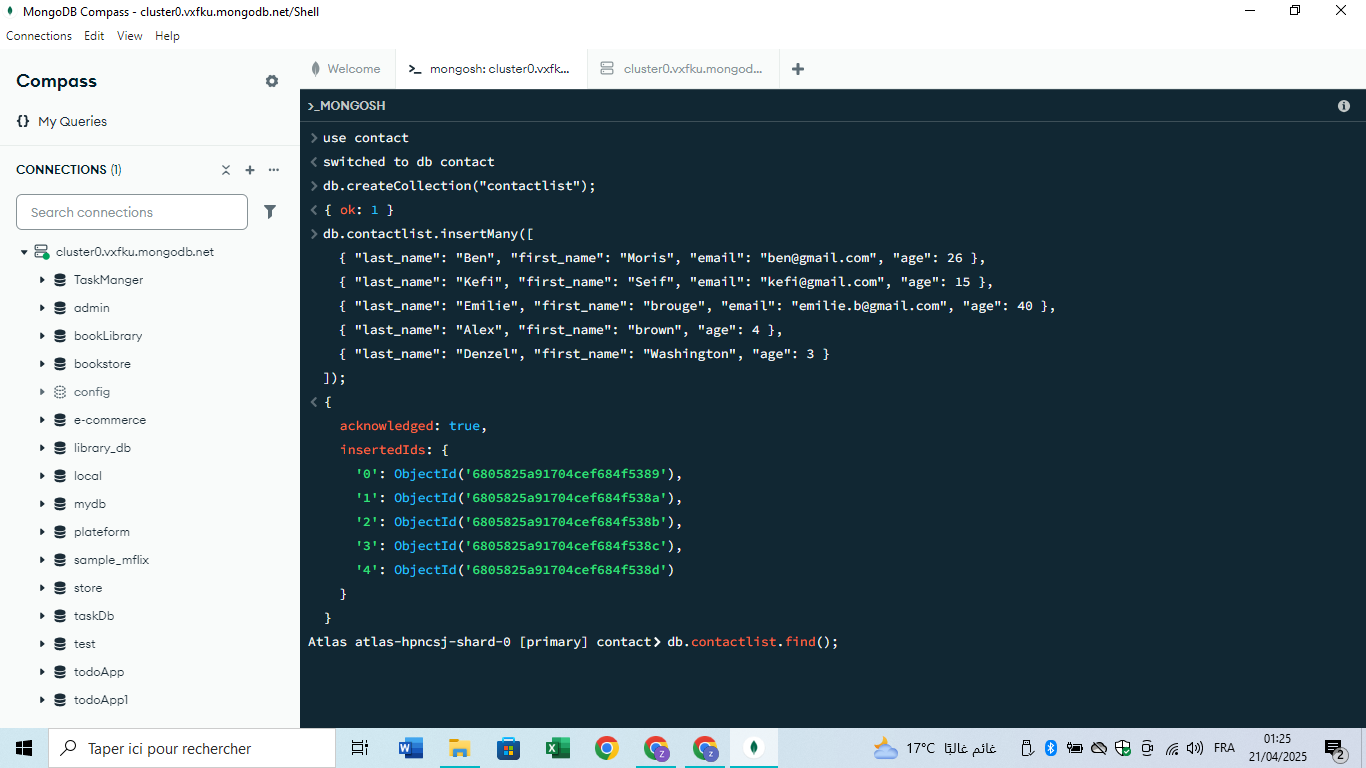 MongoDB Compass - cluster0.vxfku.mongodb.net/Shell
Connections Edit View Help
Compass
{} My Queries
CONNECTIONS (1)
Search connections
cluster0.vxfku.mongodb.net
TaskManger
admin
bookLibrary
bookstore
config
e-commerce
library_db
local
mydb
plateform
sample_mflix
store
taskDb
test
todoApp
todoApp1
Welcome
>_ mongosh: cluster0.vxfk...
cluster0.vxfku.mongod...
>_MONGOSH
> use contact
< switched to db contact
> db.createCollection("contactlist");
< { ok: 1 }
> db.contactlist.insertMany([
{ "last_name": "Ben", "first_name": "Moris", "email": "ben@gmail.com", "age": 26 },
{ "last_name": "Kefi", "first_name": "Seif", "email": "kefi@gmail.com", "age": 15 },
{ "last_name": "Emilie", "first_name": "brouge", "email": "emilie.b@gmail.com", "age": 40 },
{ "last_name": "Alex", "first_name": "brown", "age": 4 },
{ "last_name": "Denzel", "first_name": "Washington", "age": 3 }
]);
< {
acknowledged: true,
insertedIds: {
'0': ObjectId('6805825a91704cef684f5389'),
'1': ObjectId('6805825a91704cef684f538a'),
'2': ObjectId('6805825a91704cef684f538b'),
'3': ObjectId('6805825a91704cef684f538c'),
'4': ObjectId('6805825a91704cef684f538d')
}
}
Atlas atlas-hpncsj-shard-0 [primary] contact> db.contactlist.find();
Taper ici pour rechercher
17°C غائم غالبًا
FRA
01:25
21/04/2025
2